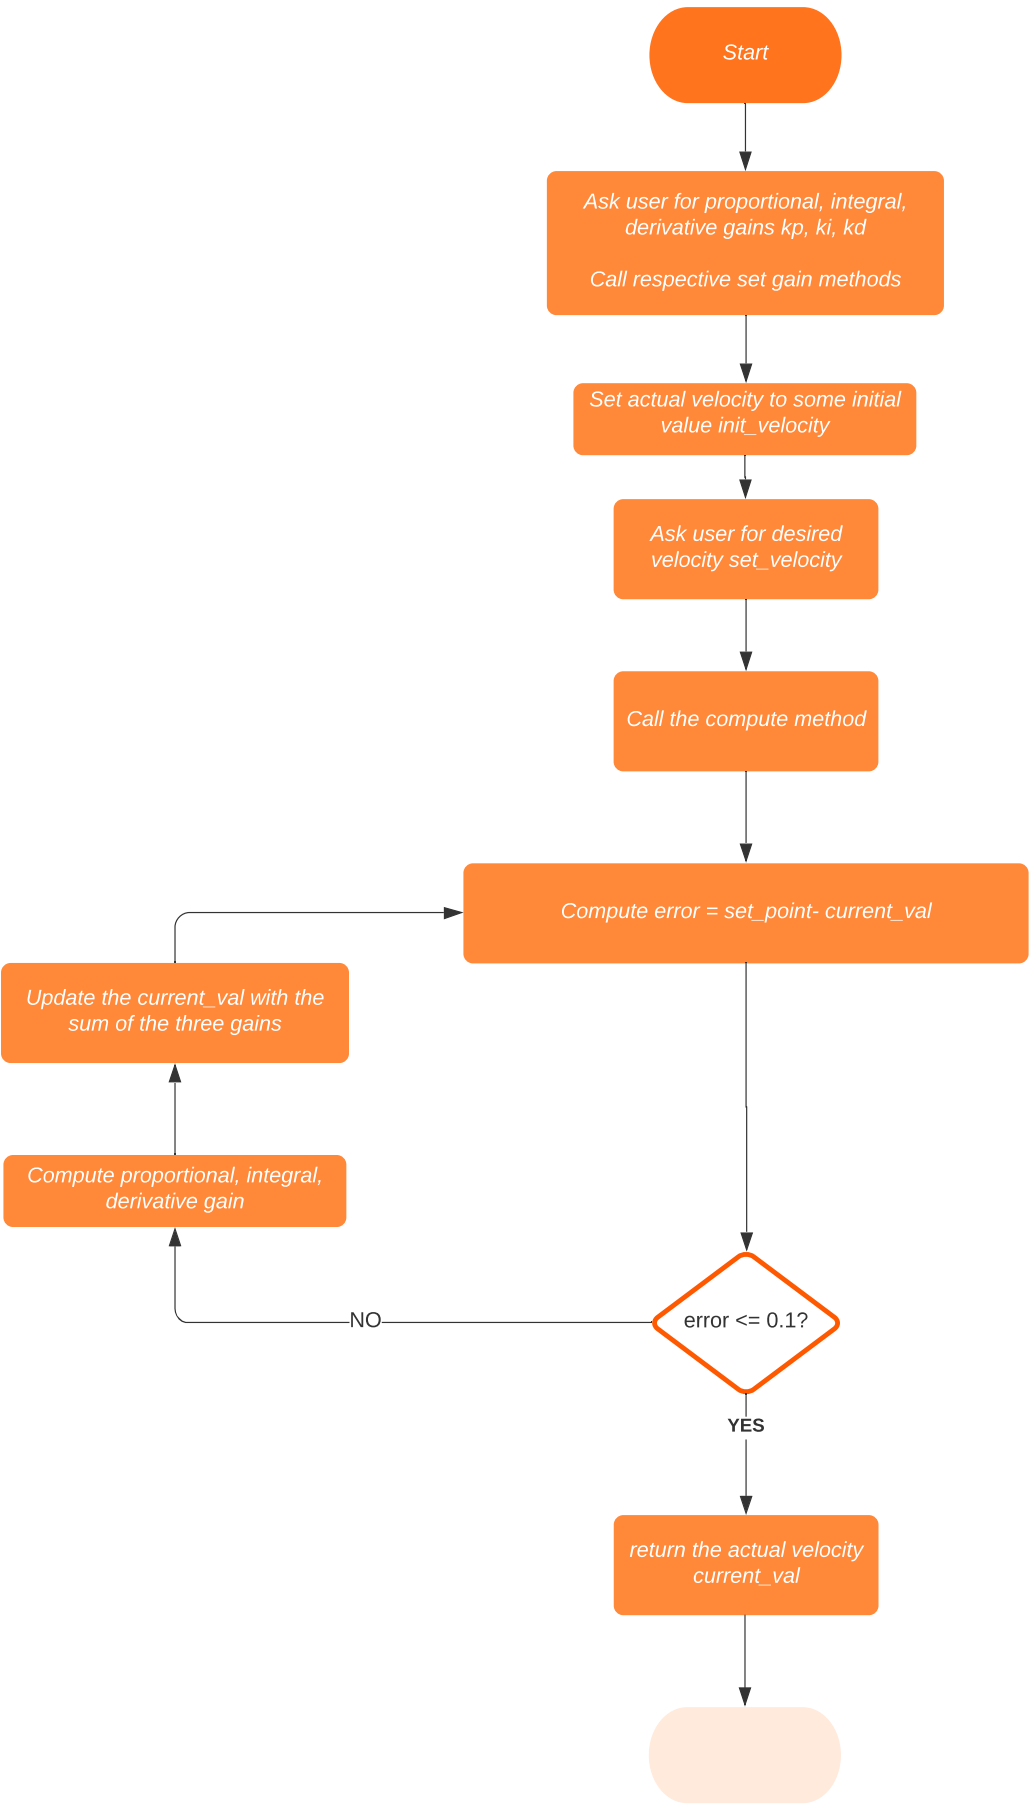 Start
Ask user for proportional, integral,
derivative gains kp, ki, kd
Call respective set gain methods
Set actual velocity to some initial
value init_velocity
Ask user for desired
velocity set_velocity
Call the compute method
Compute error = set_point- current_val
Update the current_val with the
sum of the three gains
Compute proportional, integral,
derivative gain
NO
error <= 0.1?
YES
return the actual velocity
current_val